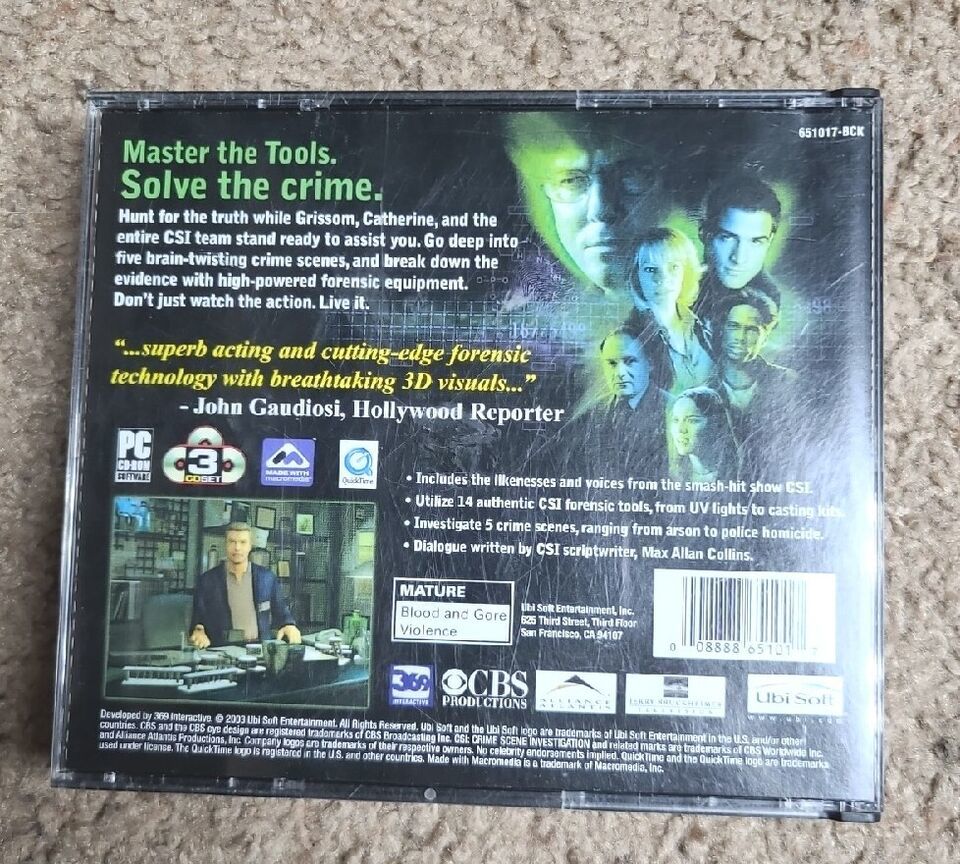 651017-BCK
Master the Tools.
Solve the crime.
Hunt for the truth while Grissom, Catherine, and the
entire CSI team stand ready to assist you. Go deep into
five brain-twisting crime scenes, and break down the
evidence with high-powered forensic equipment.
Don't just watch the action. Live it.
"...superb acting and cutting-edge forensic
technology with breathtaking 3D visuals..."
- John Gaudiosi, Hollywood Reporter
PC
CD-ROM
SOFTWARE
3
CD SET
MADE WITH
macromedia
QuickTime
• Includes the likenesses and voices from the smash-hit show CSI.
• Utilize 14 authentic CSI forensic tools, from UV lights to casting kits.
• Investigate 5 crime scenes, ranging from arson to police homicide.
• Dialogue written by CSI scriptwriter, Max Allan Collins.
MATURE
Blood and Gore
Violence
Ubi Soft Entertainment, Inc.
625 Third Street, Third Floor
San Francisco, CA 94107
0 08888 65101 7
369
INTERACTIVE
CBS
PRODUCTIONS
ALLIANCE
ATLANTIS
JERRY BRUCKHEIMER
TELEVISION
Ubi Soft
www.ubi.com
Developed by 369 Interactive. © 2003 Ubi Soft Entertainment. All Rights Reserved. Ubi Soft and the Ubi Soft logo are trademarks of Ubi Soft Entertainment in the U.S. and/or other
countries. CBS and the CBS eye design are registered trademarks of CBS Broadcasting Inc. CSI: CRIME SCENE INVESTIGATION and related marks are trademarks of CBS Worldwide Inc.
and Alliance Atlantis Productions, Inc. Company logos are trademarks of their respective owners. No celebrity endorsements implied. QuickTime and the QuickTime logo are trademarks
used under license. The QuickTime logo is registered in the U.S. and other countries. Made with Macromedia is a trademark of Macromedia, Inc.